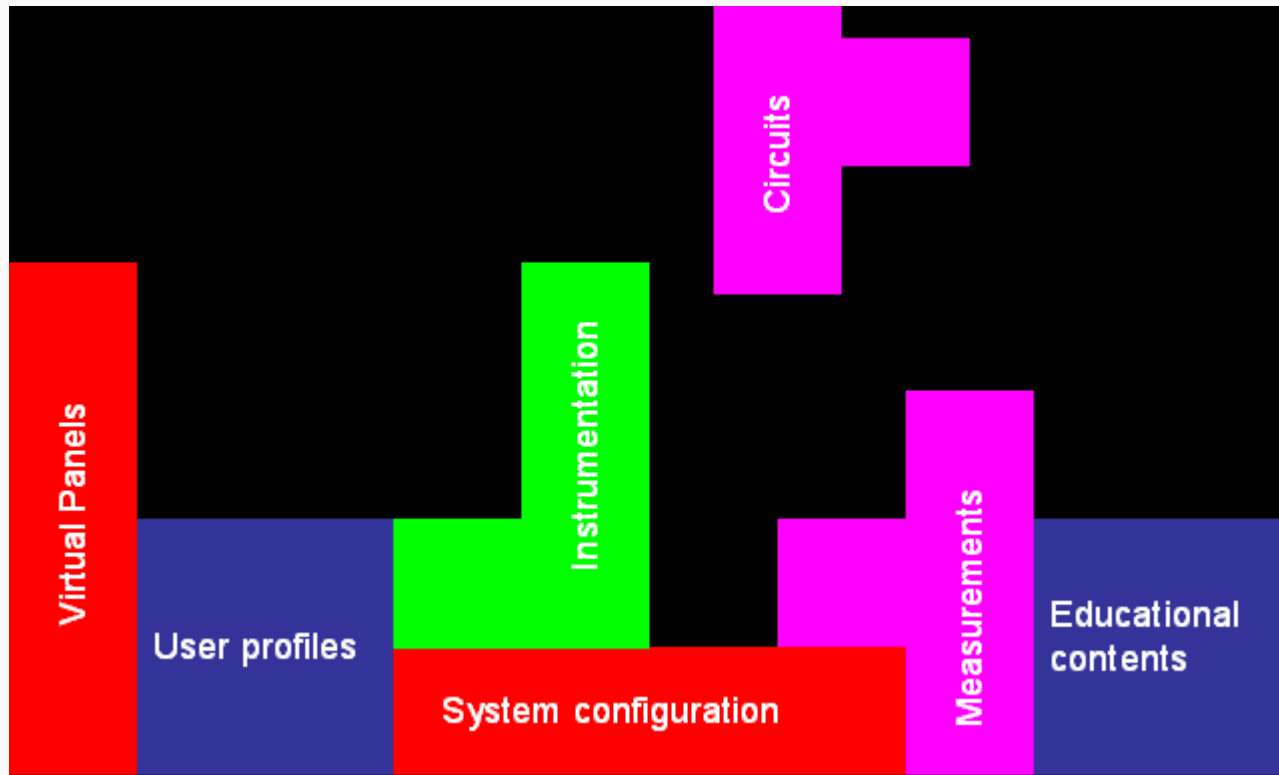 Circuits
Virtual Panels
Instrumentation
User profiles
System configuration
Measurements
Educational
contents